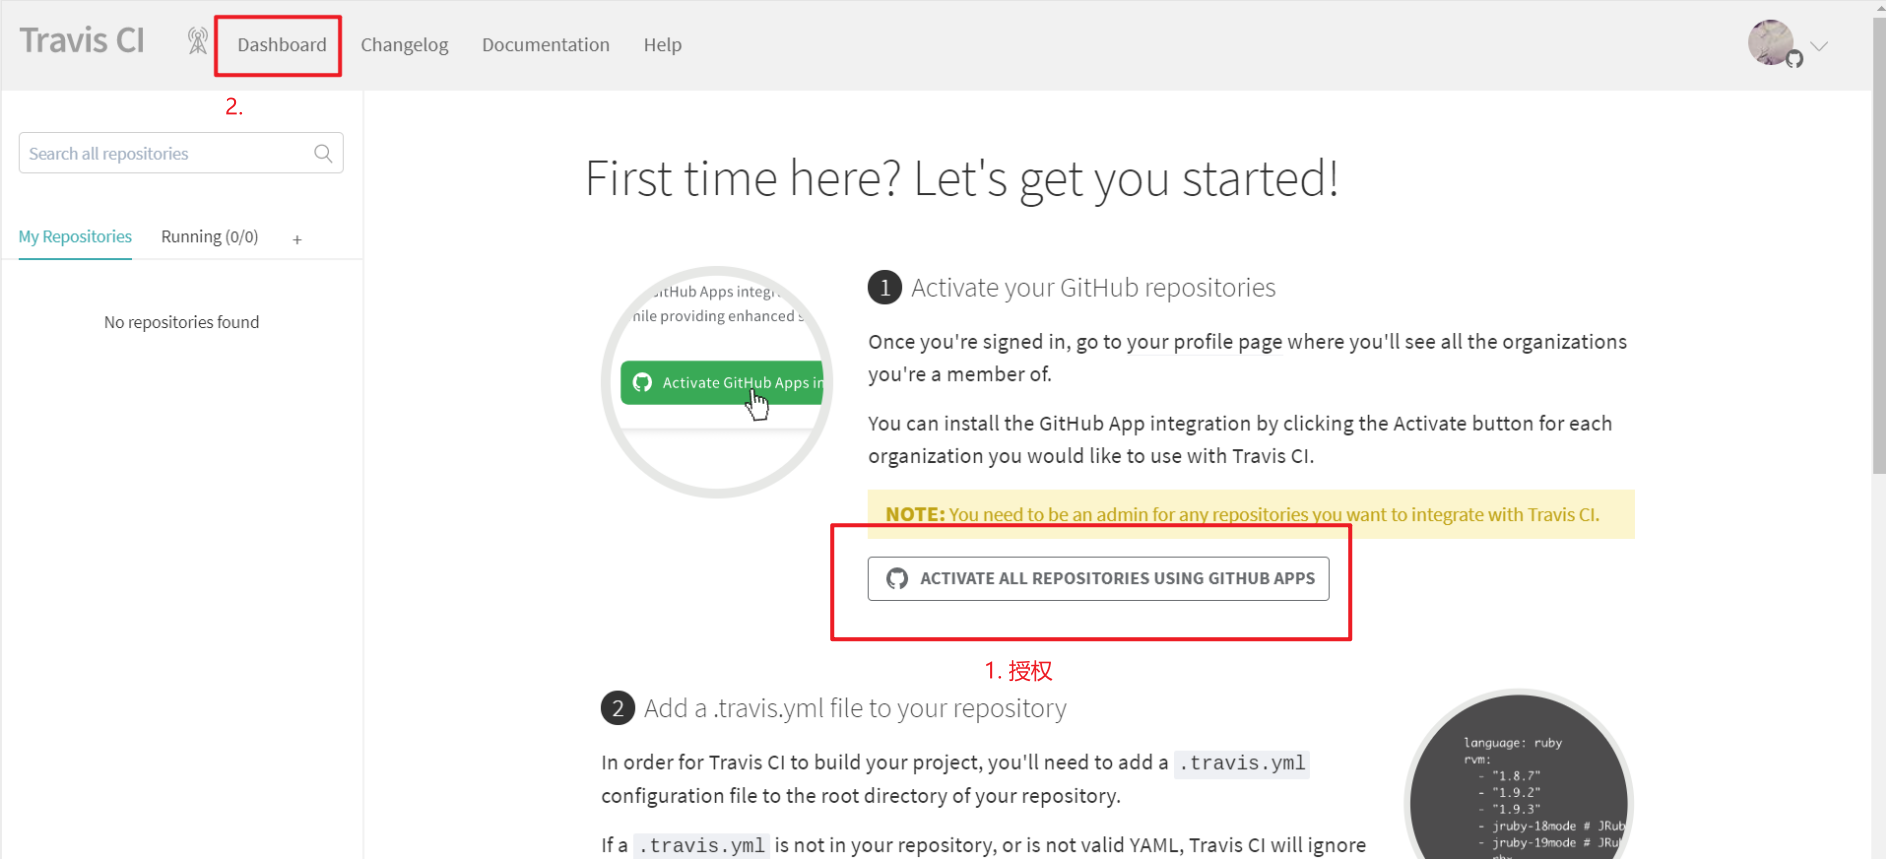 Travis CI
Dashboard
Changelog
Documentation
Help
2.
Search all repositories
My Repositories
Running (0/0)
+
No repositories found
First time here? Let's get you started!
GitHub Apps integr
hile providing enhanced s
Activate GitHub Apps in
1 Activate your GitHub repositories
Once you're signed in, go to your profile page where you'll see all the organizations
you're a member of.
You can install the GitHub App integration by clicking the Activate button for each
organization you would like to use with Travis CI.
NOTE: You need to be an admin for any repositories you want to integrate with Travis CI.
ACTIVATE ALL REPOSITORIES USING GITHUB APPS
1. 授权
2 Add a .travis.yml file to your repository
In order for Travis CI to build your project, you'll need to add a .travis.yml
configuration file to the root directory of your repository.
If a .travis.yml is not in your repository, or is not valid YAML, Travis CI will ignore
language: ruby
rvm:
- "1.8.7"
- "1.9.2"
- "1.9.3"
- jruby-18mode # JRub
- jruby-19mode # JRu